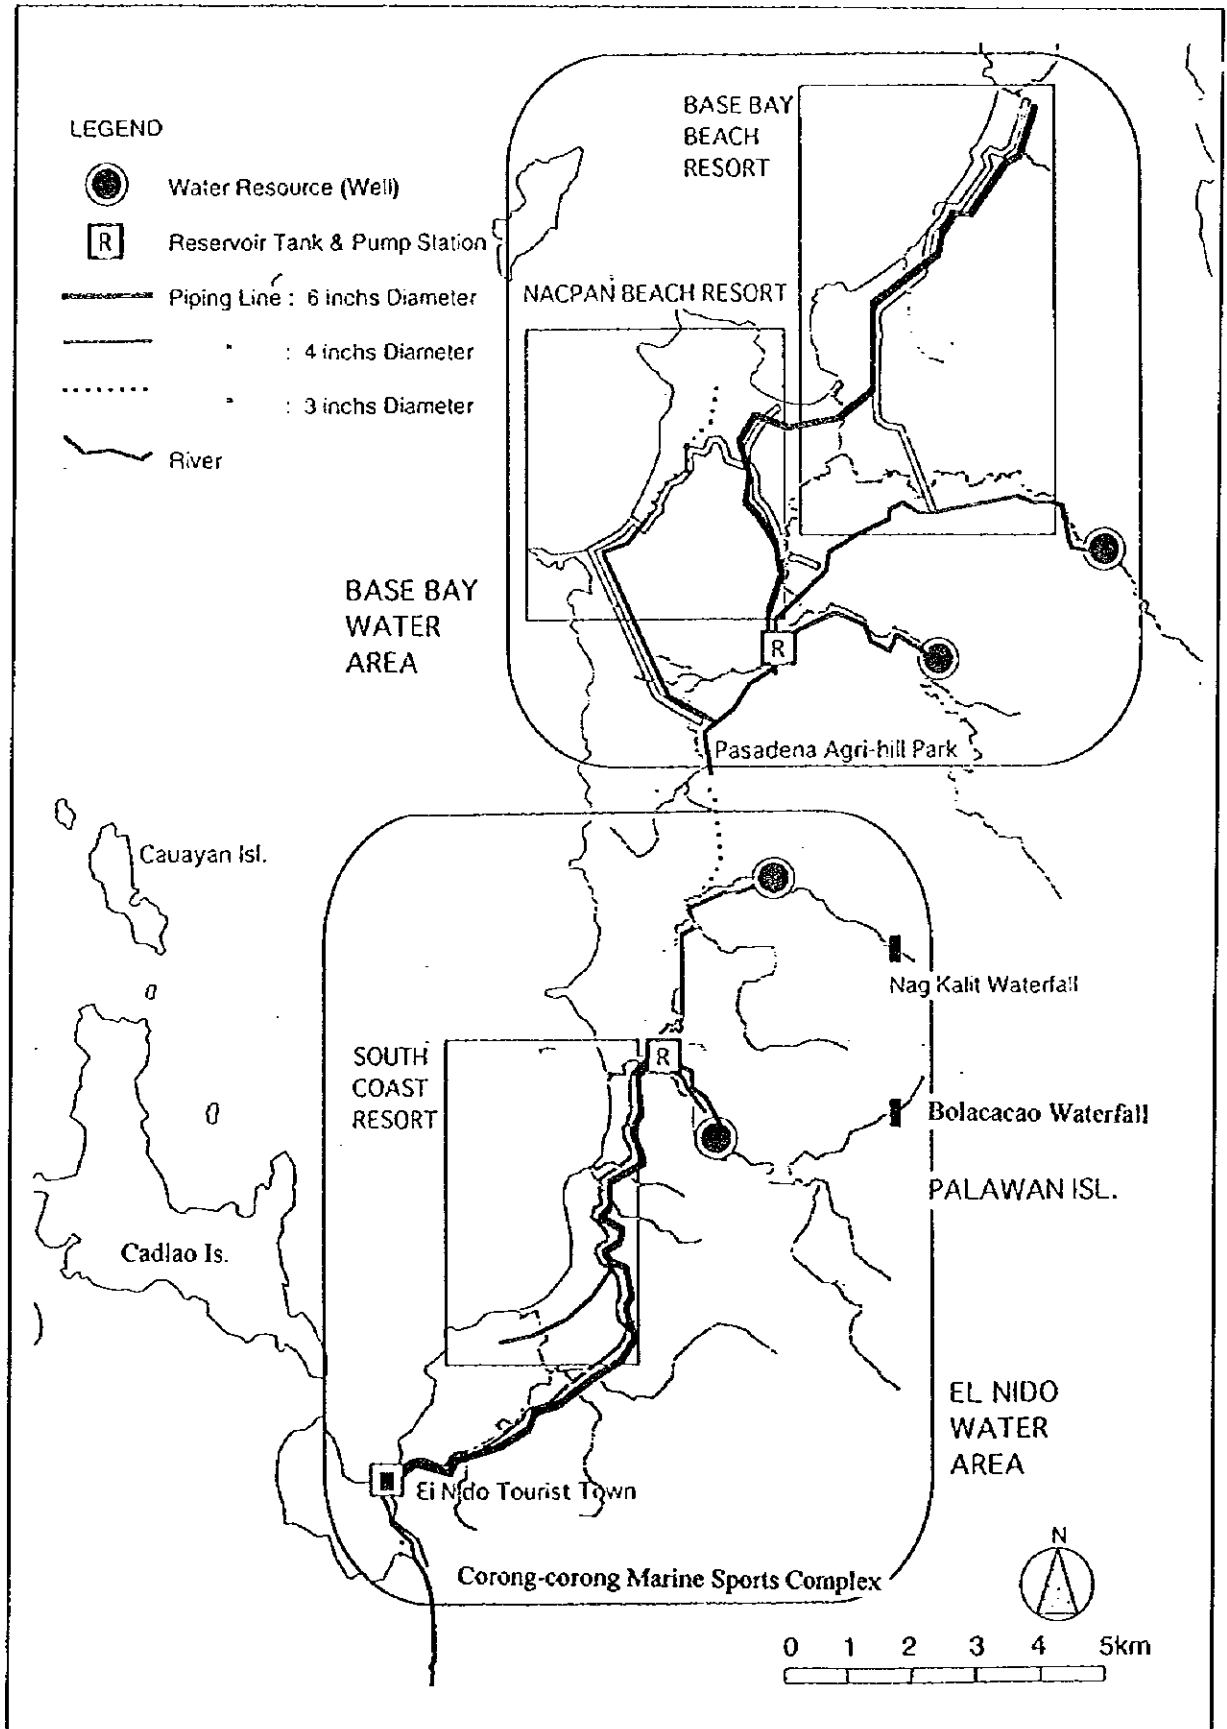 LEGEND
Water Resource (Well)
R
Reservoir Tank & Pump Station
Piping Line : 6 inchs Diameter
" : 4 inchs Diameter
" : 3 inchs Diameter
River
BASE BAY
BEACH
RESORT
NACPAN BEACH RESORT
BASE BAY
WATER
AREA
R
Pasadena Agri-hill Park
Cauayan Isl.
Nag Kalit Waterfall
SOUTH
COAST
RESORT
R
Bolacacao Waterfall
PALAWAN ISL.
Cadlao Is.
EL NIDO
WATER
AREA
Ei Nido Tourist Town
Corong-corong Marine Sports Complex
N
0 1 2 3 4 5km